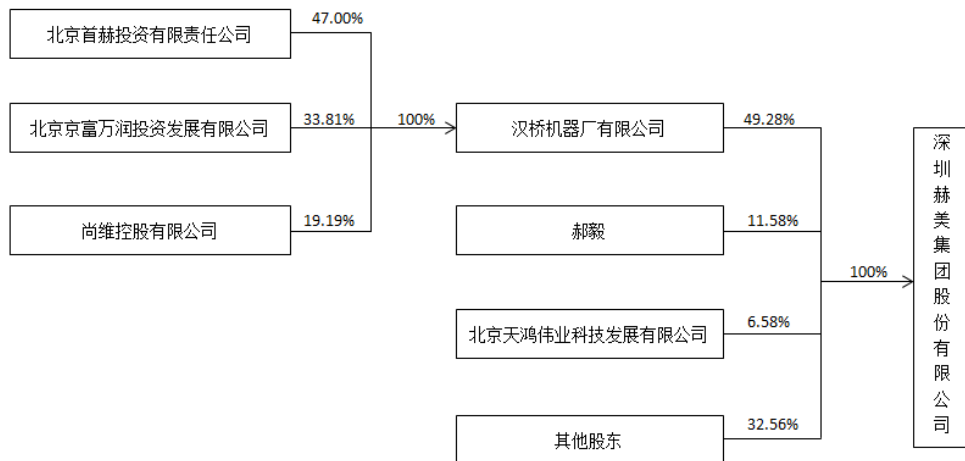 北京首赫投资有限责任公司
47.00%
北京京富万润投资发展有限公司
33.81%
100%
汉桥机器厂有限公司
49.28%
尚维控股有限公司
19.19%
郝毅
11.58%
100%
北京天鸿伟业科技发展有限公司
6.58%
其他股东
32.56%
深圳赫美集团股份有限公司